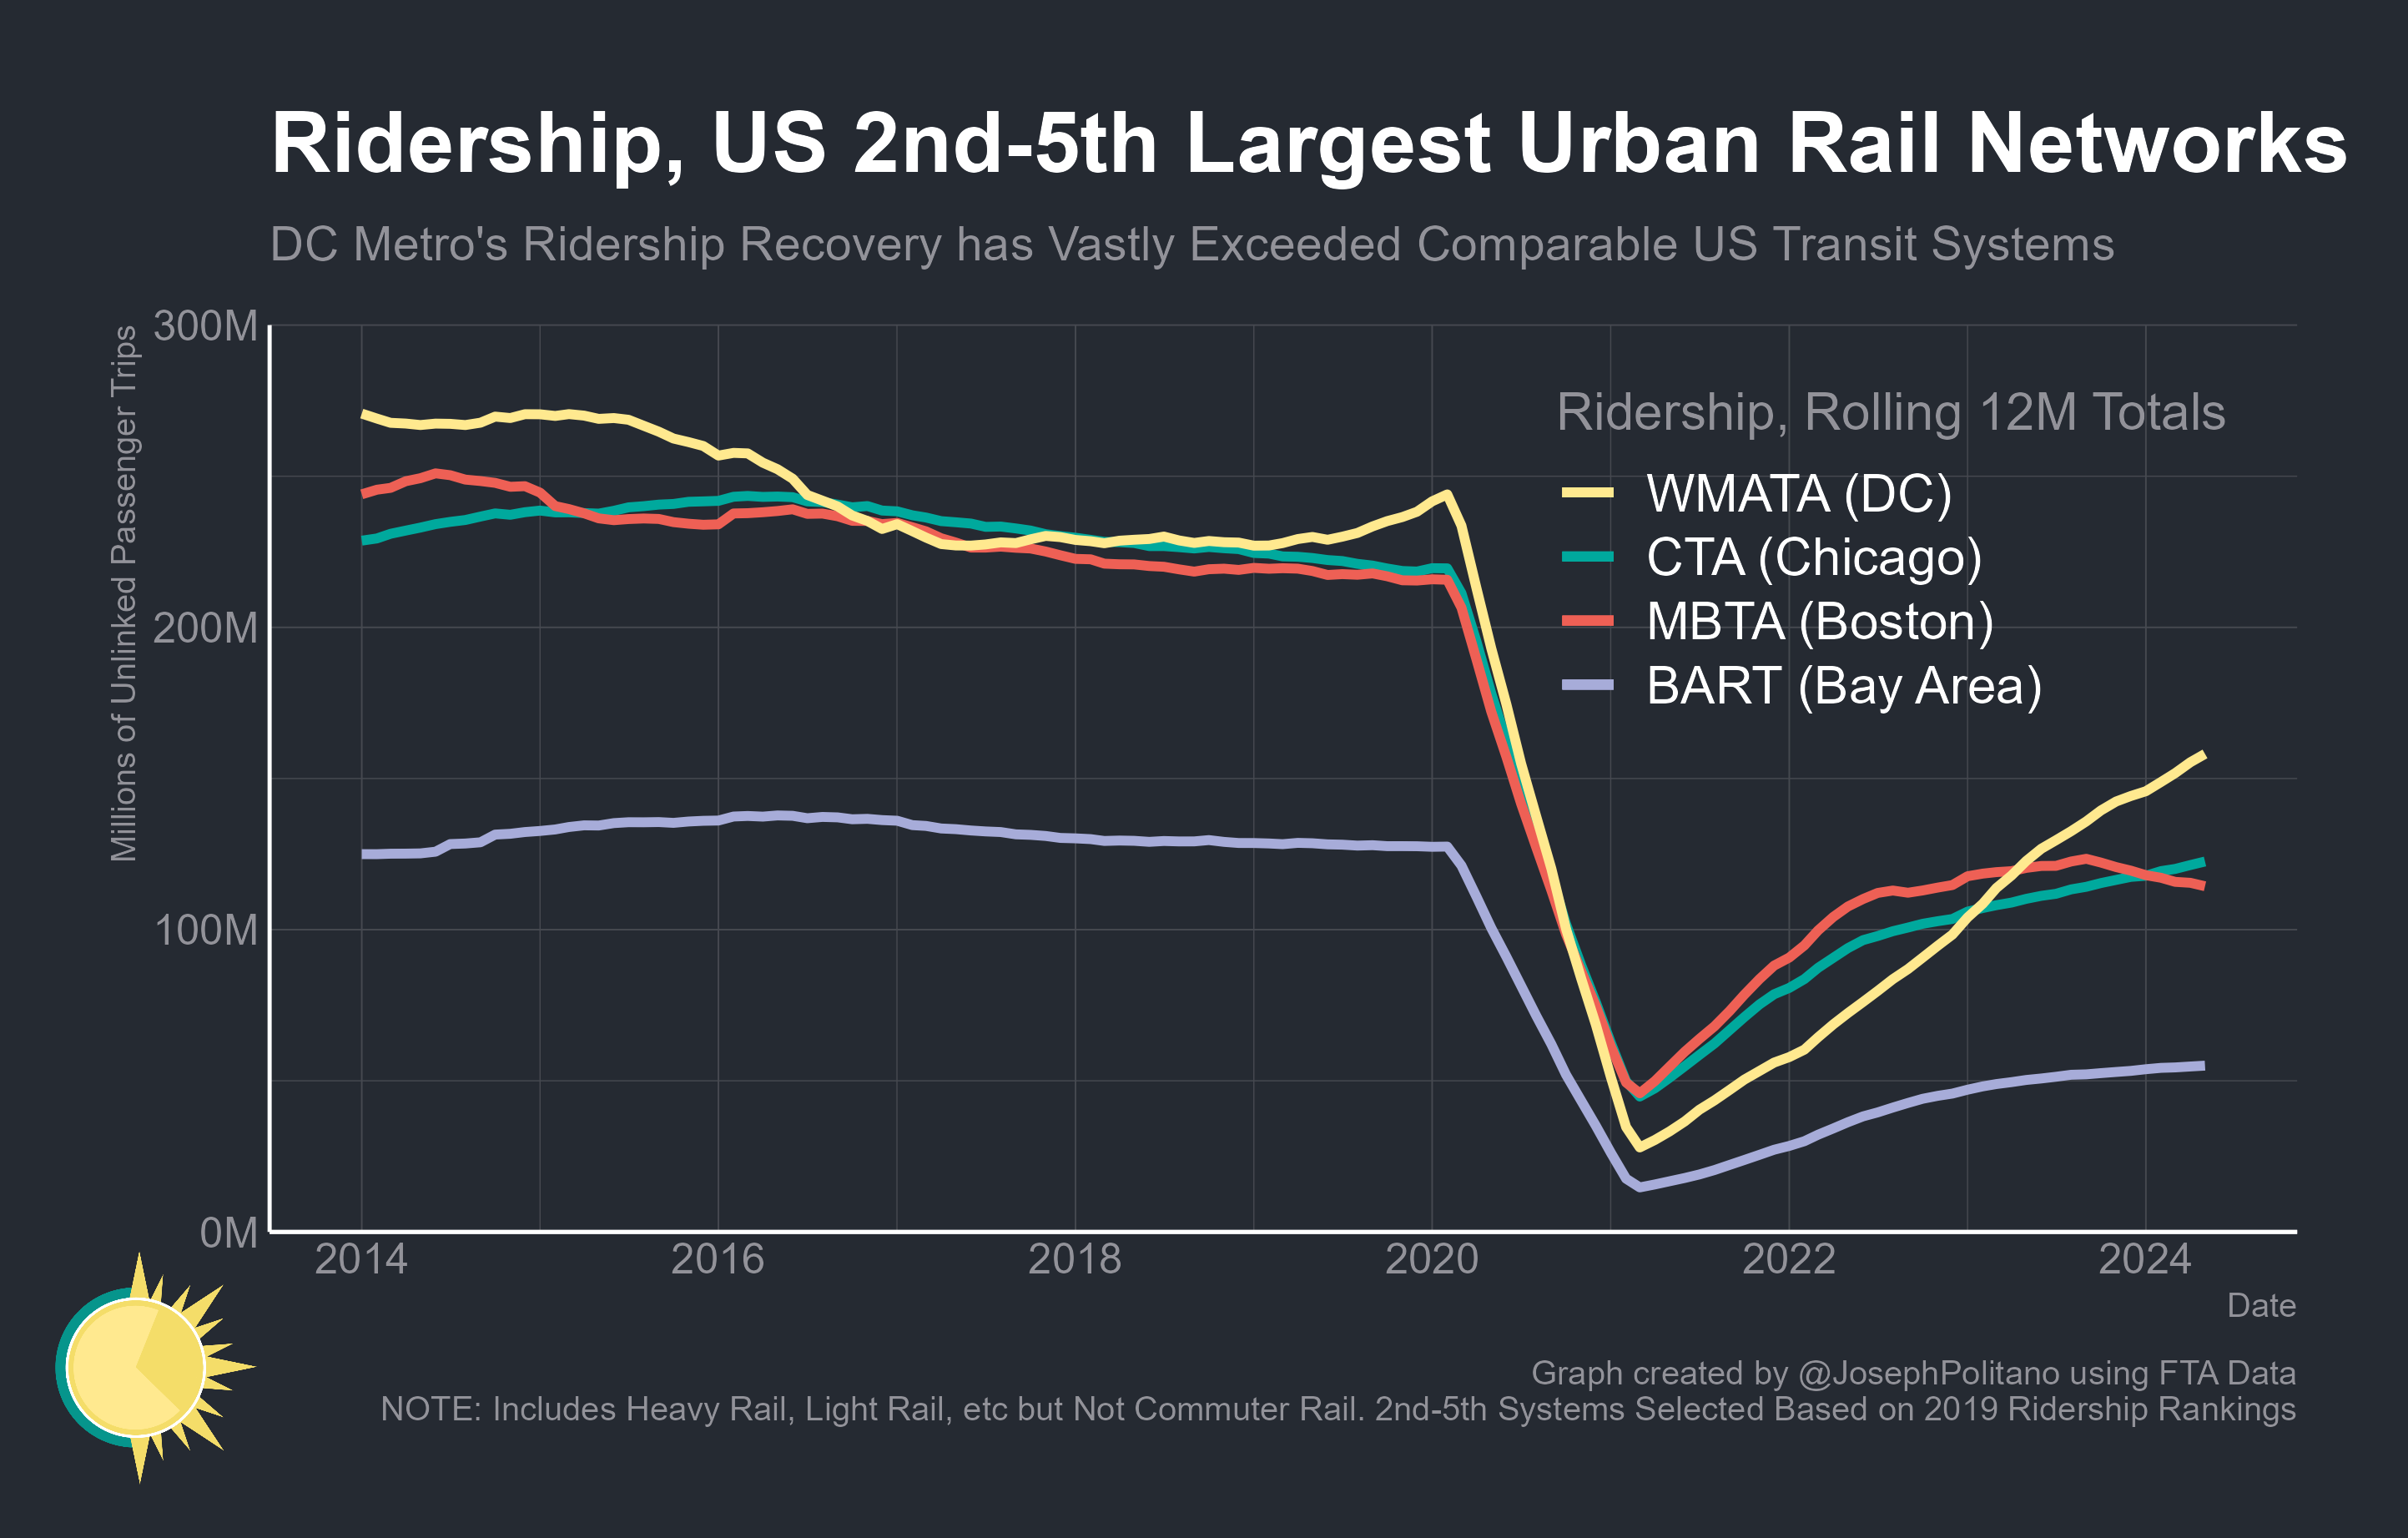 Ridership, US 2nd-5th Largest Urban Rail Networks
DC Metro's Ridership Recovery has Vastly Exceeded Comparable US Transit Systems
Millions of Unlinked Passenger Trips
300M
200M
100M
0M
Ridership, Rolling 12M Totals
WMATA (DC)
CTA (Chicago)
MBTA (Boston)
BART (Bay Area)
2014 2016 2018 2020 2022 2024
Date
Graph created by @JosephPolitano using FTA Data
NOTE: Includes Heavy Rail, Light Rail, etc but Not Commuter Rail. 2nd-5th Systems Selected Based on 2019 Ridership Rankings